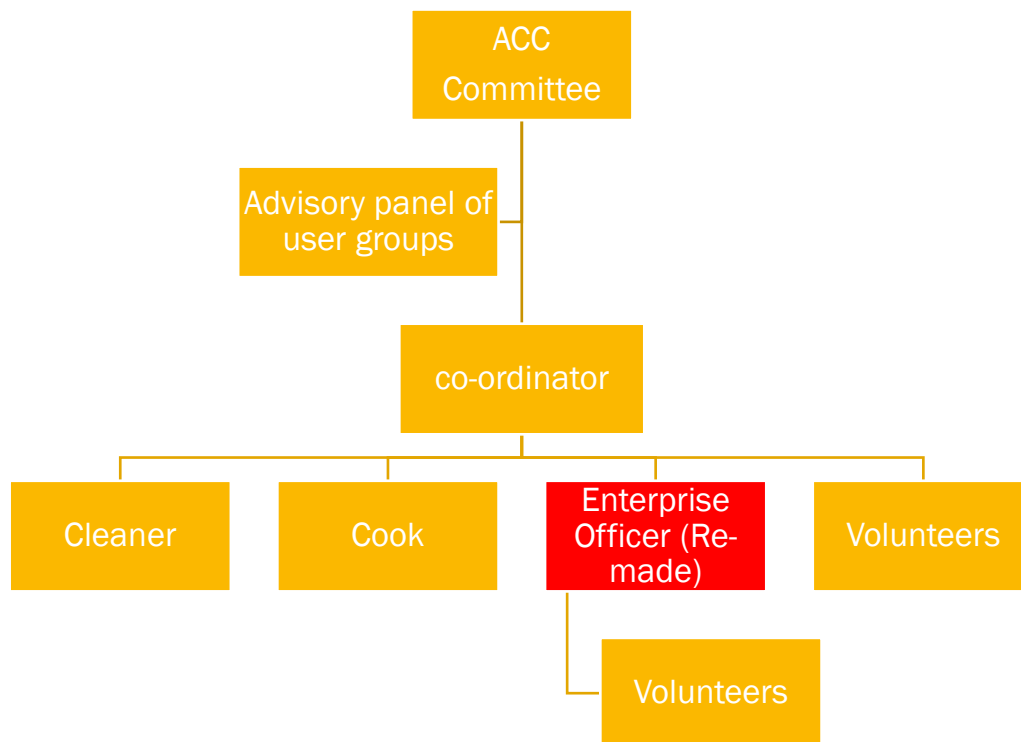 ACC
Committee
Advisory panel of
user groups
co-ordinator
Cleaner
Cook
Enterprise
Officer (Re-
made)
Volunteers
Volunteers